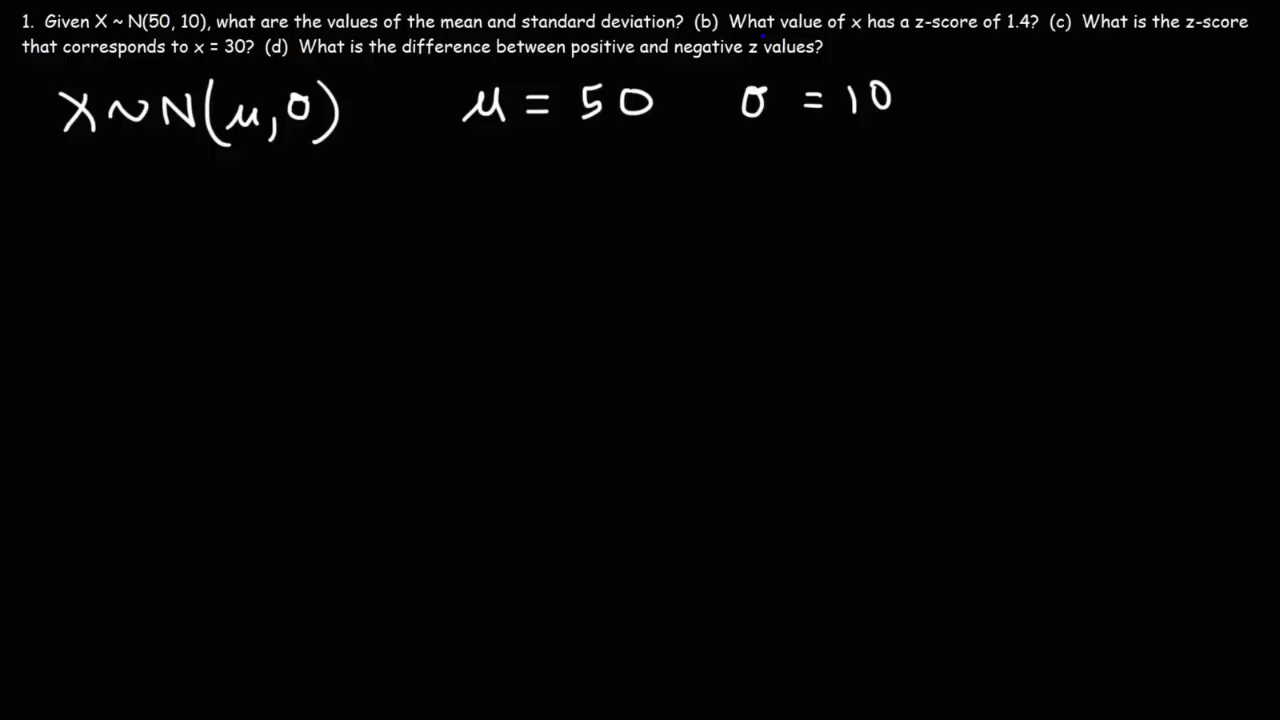 1. Given X ~ N(50, 10), what are the values of the mean and standard deviation? (b) What value of x has a z-score of 1.4? (c) What is the z-score
that corresponds to x = 30? (d) What is the difference between positive and negative z values?
X ~ N(μ, σ) μ = 50 σ = 10